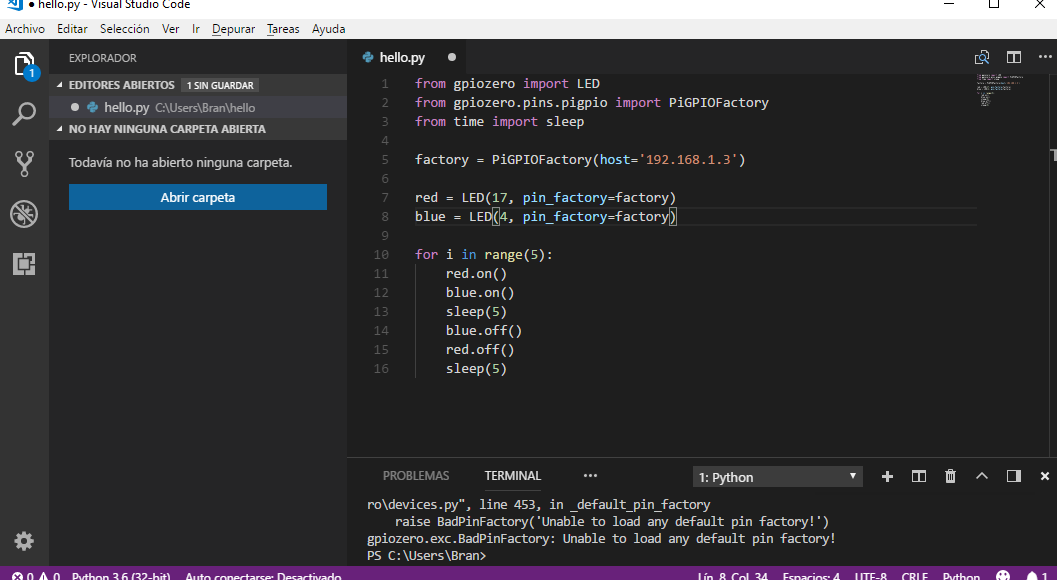 ● hello.py - Visual Studio Code
Archivo Editar Selección Ver Ir Depurar Tareas Ayuda
EXPLORADOR
EDITORES ABIERTOS 1 SIN GUARDAR
hello.py C:\Users\Bran\hello
NO HAY NINGUNA CARPETA ABIERTA
Todavía no ha abierto ninguna carpeta.
Abrir carpeta
1
hello.py ●
1 from gpiozero import LED
2 from gpiozero.pins.pigpio import PiGPIOFactory
3 from time import sleep
4
5 factory = PiGPIOFactory(host='192.168.1.3')
6
7 red = LED(17, pin_factory=factory)
8 blue = LED(4, pin_factory=factory)
9
10 for i in range(5):
11     red.on()
12     blue.on()
13     sleep(5)
14     blue.off()
15     red.off()
16     sleep(5)
PROBLEMAS TERMINAL ••• 1: Python
ro\devices.py", line 453, in _default_pin_factory
    raise BadPinFactory('Unable to load any default pin factory!')
gpiozero.exc.BadPinFactory: Unable to load any default pin factory!
PS C:\Users\Bran>
0 0 Python 3.6 (32-bit) Auto conectarse: Desactivado Lín. 8, Col. 34 Espacios: 4 UTF-8 CRLF Python 1